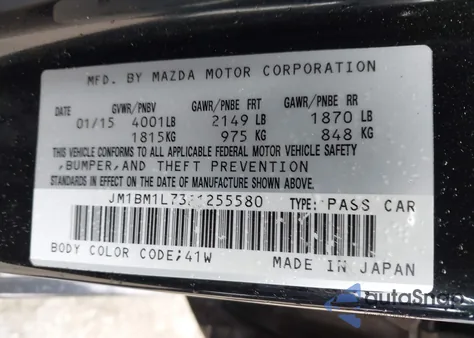 MFD. BY MAZDA MOTOR CORPORATION
DATE GVWR/PNBV GAWR/PNBE FRT GAWR/PNBE RR
01/15 4001LB 2149 LB 1870 LB
1815KG 975 KG 848 KG
THIS VEHICLE CONFORMS TO ALL APPLICABLE FEDERAL MOTOR VEHICLE SAFETY
,BUMPER,AND THEFT PREVENTION
STANDARDS IN EFFECT ON THE DATE OF MANUFACTURE SHOWN ABOVE.
TYPE: PASS CAR
BODY COLOR CODE;41W
MADE IN JAPAN
autoSnap